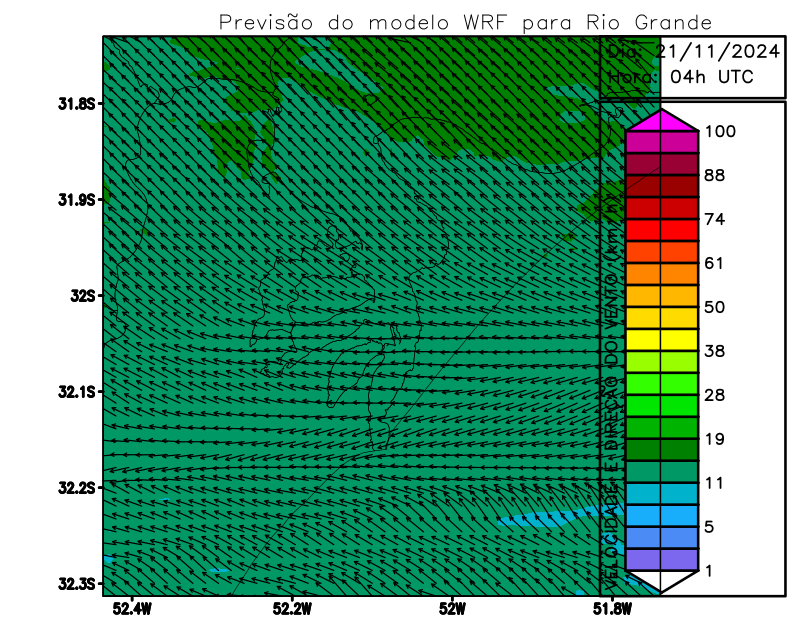 Previsão do modelo WRF para Rio Grande
Dia: 21/11/2024
Hora: 04h UTC
VELOCIDADE E DIREÇÃO DO VENTO (km/h)
100
88
74
61
50
38
28
19
11
5
1
31.8S
31.9S
32S
32.1S
32.2S
32.3S
52.4W 52.2W 52W 51.8W